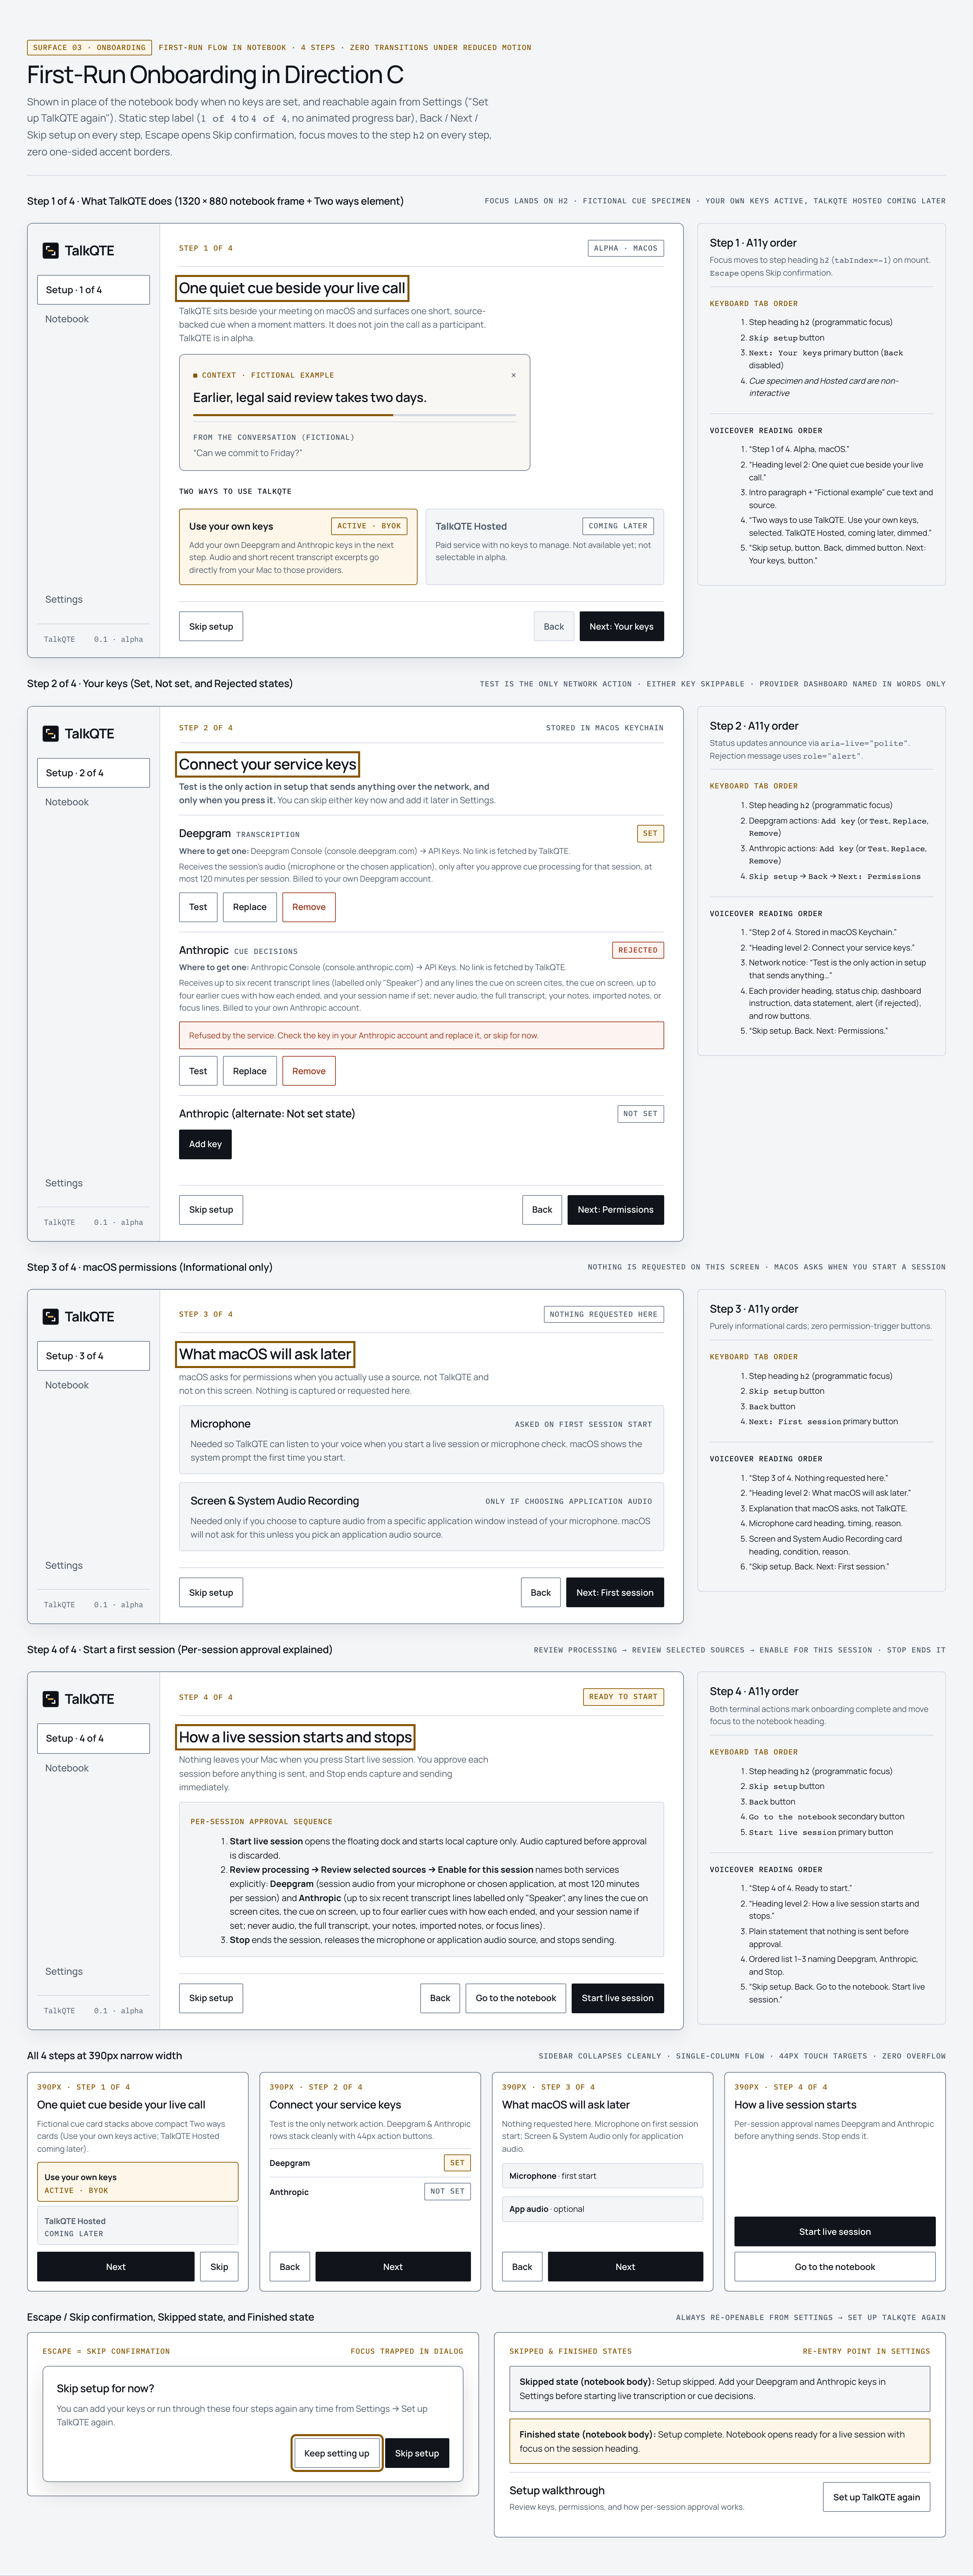 SURFACE 03 · ONBOARDING
FIRST-RUN FLOW IN NOTEBOOK · 4 STEPS · ZERO TRANSITIONS UNDER REDUCED MOTION
First-Run Onboarding in Direction C
Shown in place of the notebook body when no keys are set, and reachable again from Settings ("Set
up TalkQTE again"). Static step label (1 of 4 to 4 of 4, no animated progress bar), Back / Next /
Skip setup on every step, Escape opens Skip confirmation, focus moves to the step h2 on every step,
zero one-sided accent borders.
Step 1 of 4 · What TalkQTE does (1320 × 880 notebook frame + Two ways element)
FOCUS LANDS ON H2 · FICTIONAL CUE SPECIMEN · YOUR OWN KEYS ACTIVE, TALKQTE HOSTED COMING LATER
TalkQTE
Setup · 1 of 4
Notebook
Settings
TalkQTE 0.1 · alpha
STEP 1 OF 4
ALPHA · MACOS
One quiet cue beside your live call
TalkQTE sits beside your meeting on macOS and surfaces one short, source-
backed cue when a moment matters. It does not join the call as a participant.
TalkQTE is in alpha.
CONTEXT · FICTIONAL EXAMPLE ×
Earlier, legal said review takes two days.
FROM THE CONVERSATION (FICTIONAL)
“Can we commit to Friday?”
TWO WAYS TO USE TALKQTE
Use your own keys
ACTIVE · BYOK
Add your own Deepgram and Anthropic keys in the next
step. Audio and short recent transcript excerpts go
directly from your Mac to those providers.
TalkQTE Hosted
COMING LATER
Paid service with no keys to manage. Not available yet; not
selectable in alpha.
Skip setup
Back
Next: Your keys
Step 1 · A11y order
Focus moves to step heading h2 (tabIndex=-1) on mount.
Escape opens Skip confirmation.
KEYBOARD TAB ORDER
1. Step heading h2 (programmatic focus)
2. Skip setup button
3. Next: Your keys primary button (Back
disabled)
4. Cue specimen and Hosted card are non-
interactive
VOICEOVER READING ORDER
1. “Step 1 of 4. Alpha, macOS.”
2. “Heading level 2: One quiet cue beside your live
call.”
3. Intro paragraph + “Fictional example” cue text and
source.
4. “Two ways to use TalkQTE. Use your own keys,
selected. TalkQTE Hosted, coming later, dimmed.”
5. “Skip setup, button. Back, dimmed button. Next:
Your keys, button.”
Step 2 of 4 · Your keys (Set, Not set, and Rejected states)
TEST IS THE ONLY NETWORK ACTION · EITHER KEY SKIPPABLE · PROVIDER DASHBOARD NAMED IN WORDS ONLY
TalkQTE
Setup · 2 of 4
Notebook
Settings
TalkQTE 0.1 · alpha
STEP 2 OF 4
STORED IN MACOS KEYCHAIN
Connect your service keys
Test is the only action in setup that sends anything over the network, and
only when you press it. You can skip either key now and add it later in Settings.
Deepgram TRANSCRIPTION
SET
Where to get one: Deepgram Console (console.deepgram.com) → API Keys. No link is fetched by TalkQTE.
Receives the session's audio (microphone or the chosen application), only after you approve cue processing for that session, at
most 120 minutes per session. Billed to your own Deepgram account.
Test
Replace
Remove
Anthropic CUE DECISIONS
REJECTED
Where to get one: Anthropic Console (console.anthropic.com) → API Keys. No link is fetched by TalkQTE.
Receives up to six recent transcript lines (labelled only "Speaker") and any lines the cue on screen cites, the cue on screen, up to
four earlier cues with how each ended, and your session name if set; never audio, the full transcript, your notes, imported notes, or
focus lines. Billed to your own Anthropic account.
Refused by the service. Check the key in your Anthropic account and replace it, or skip for now.
Test
Replace
Remove
Anthropic (alternate: Not set state)
NOT SET
Add key
Skip setup
Back
Next: Permissions
Step 2 · A11y order
Status updates announce via aria-live="polite".
Rejection message uses role="alert".
KEYBOARD TAB ORDER
1. Step heading h2 (programmatic focus)
2. Deepgram actions: Add key (or Test, Replace,
Remove)
3. Anthropic actions: Add key (or Test, Replace,
Remove)
4. Skip setup → Back → Next: Permissions
VOICEOVER READING ORDER
1. “Step 2 of 4. Stored in macOS Keychain.”
2. “Heading level 2: Connect your service keys.”
3. Network notice: “Test is the only action in setup
that sends anything…”
4. Each provider heading, status chip, dashboard
instruction, data statement, alert (if rejected),
and row buttons.
5. “Skip setup. Back. Next: Permissions.”
Step 3 of 4 · macOS permissions (Informational only)
NOTHING IS REQUESTED ON THIS SCREEN · MACOS ASKS WHEN YOU START A SESSION
TalkQTE
Setup · 3 of 4
Notebook
Settings
TalkQTE 0.1 · alpha
STEP 3 OF 4
NOTHING REQUESTED HERE
What macOS will ask later
macOS asks for permissions when you actually use a source, not TalkQTE and
not on this screen. Nothing is captured or requested here.
Microphone
ASKED ON FIRST SESSION START
Needed so TalkQTE can listen to your voice when you start a live session or microphone check. macOS shows the
system prompt the first time you start.
Screen & System Audio Recording
ONLY IF CHOOSING APPLICATION AUDIO
Needed only if you choose to capture audio from a specific application window instead of your microphone. macOS
will not ask for this unless you pick an application audio source.
Skip setup
Back
Next: First session
Step 3 · A11y order
Purely informational cards; zero permission-trigger buttons.
KEYBOARD TAB ORDER
1. Step heading h2 (programmatic focus)
2. Skip setup button
3. Back button
4. Next: First session primary button
VOICEOVER READING ORDER
1. “Step 3 of 4. Nothing requested here.”
2. “Heading level 2: What macOS will ask later.”
3. Explanation that macOS asks, not TalkQTE.
4. Microphone card heading, timing, reason.
5. Screen and System Audio Recording card
heading, condition, reason.
6. “Skip setup. Back. Next: First session.”
Step 4 of 4 · Start a first session (Per-session approval explained)
REVIEW PROCESSING → REVIEW SELECTED SOURCES → ENABLE FOR THIS SESSION · STOP ENDS IT
TalkQTE
Setup · 4 of 4
Notebook
Settings
TalkQTE 0.1 · alpha
STEP 4 OF 4
READY TO START
How a live session starts and stops
Nothing leaves your Mac when you press Start live session. You approve each
session before anything is sent, and Stop ends capture and sending
immediately.
PER-SESSION APPROVAL SEQUENCE
1. Start live session opens the floating dock and starts local capture only. Audio captured before approval
is discarded.
2. Review processing → Review selected sources → Enable for this session names both services
explicitly: Deepgram (session audio from your microphone or chosen application, at most 120 minutes
per session) and Anthropic (up to six recent transcript lines labelled only "Speaker", any lines the cue on
screen cites, the cue on screen, up to four earlier cues with how each ended, and your session name if
set; never audio, the full transcript, your notes, imported notes, or focus lines).
3. Stop ends the session, releases the microphone or application audio source, and stops sending.
Skip setup
Back
Go to the notebook
Start live session
Step 4 · A11y order
Both terminal actions mark onboarding complete and move
focus to the notebook heading.
KEYBOARD TAB ORDER
1. Step heading h2 (programmatic focus)
2. Skip setup button
3. Back button
4. Go to the notebook secondary button
5. Start live session primary button
VOICEOVER READING ORDER
1. “Step 4 of 4. Ready to start.”
2. “Heading level 2: How a live session starts and
stops.”
3. Plain statement that nothing is sent before
approval.
4. Ordered list 1–3 naming Deepgram, Anthropic,
and Stop.
5. “Skip setup. Back. Go to the notebook. Start live
session.”
All 4 steps at 390px narrow width
SIDEBAR COLLAPSES CLEANLY · SINGLE-COLUMN FLOW · 44PX TOUCH TARGETS · ZERO OVERFLOW
390PX · STEP 1 OF 4
One quiet cue beside your live call
Fictional cue card stacks above compact Two ways
cards (Use your own keys active; TalkQTE Hosted
coming later).
Use your own keys
ACTIVE · BYOK
TalkQTE Hosted
COMING LATER
Next
Skip
390PX · STEP 2 OF 4
Connect your service keys
Test is the only network action. Deepgram & Anthropic
rows stack cleanly with 44px action buttons.
Deepgram
SET
Anthropic
NOT SET
Back
Next
390PX · STEP 3 OF 4
What macOS will ask later
Nothing requested here. Microphone on first session
start; Screen & System Audio only for application
audio.
Microphone · first start
App audio · optional
Back
Next
390PX · STEP 4 OF 4
How a live session starts
Per-session approval names Deepgram and Anthropic
before anything sends. Stop ends it.
Start live session
Go to the notebook
Escape / Skip confirmation, Skipped state, and Finished state
ALWAYS RE-OPENABLE FROM SETTINGS → SET UP TALKQTE AGAIN
ESCAPE = SKIP CONFIRMATION
FOCUS TRAPPED IN DIALOG
Skip setup for now?
You can add your keys or run through these four steps again any time from Settings → Set up
TalkQTE again.
Keep setting up
Skip setup
SKIPPED & FINISHED STATES
RE-ENTRY POINT IN SETTINGS
Skipped state (notebook body): Setup skipped. Add your Deepgram and Anthropic keys in
Settings before starting live transcription or cue decisions.
Finished state (notebook body): Setup complete. Notebook opens ready for a live session with
focus on the session heading.
Setup walkthrough
Review keys, permissions, and how per-session approval works.
Set up TalkQTE again